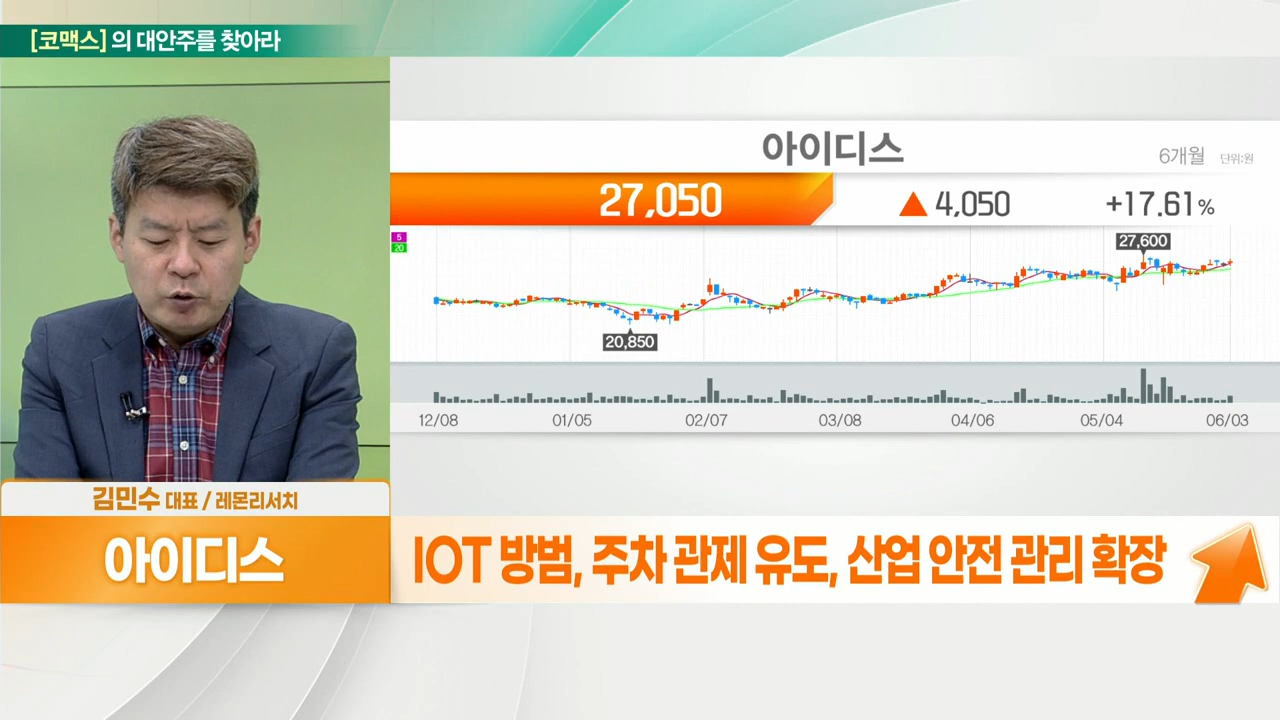 [코맥스] 의 대안주를 찾아라
아이디스
6개월 단위:원
27,050 ▲ 4,050 +17.61%
5
20
27,600
20,850
12/08 01/05 02/07 03/08 04/06 05/04 06/03
김민수 대표 / 레몬리서치
아이디스
IOT 방범, 주차 관제 유도, 산업 안전 관리 확장